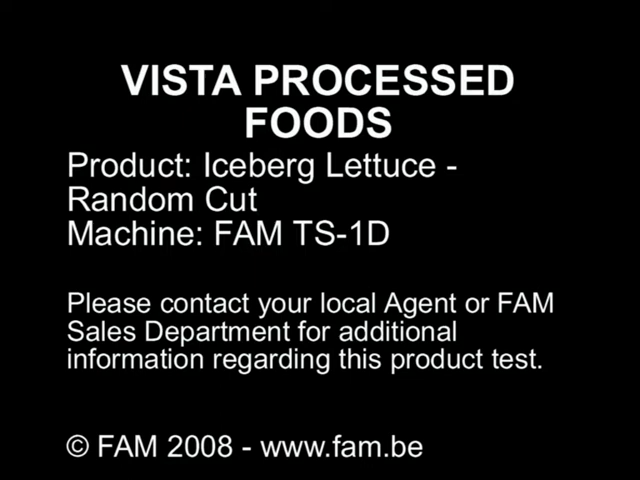 VISTA PROCESSED
FOODS
Product: Iceberg Lettuce -
Random Cut
Machine: FAM TS-1D
Please contact your local Agent or FAM
Sales Department for additional
information regarding this product test.
© FAM 2008 - www.fam.be